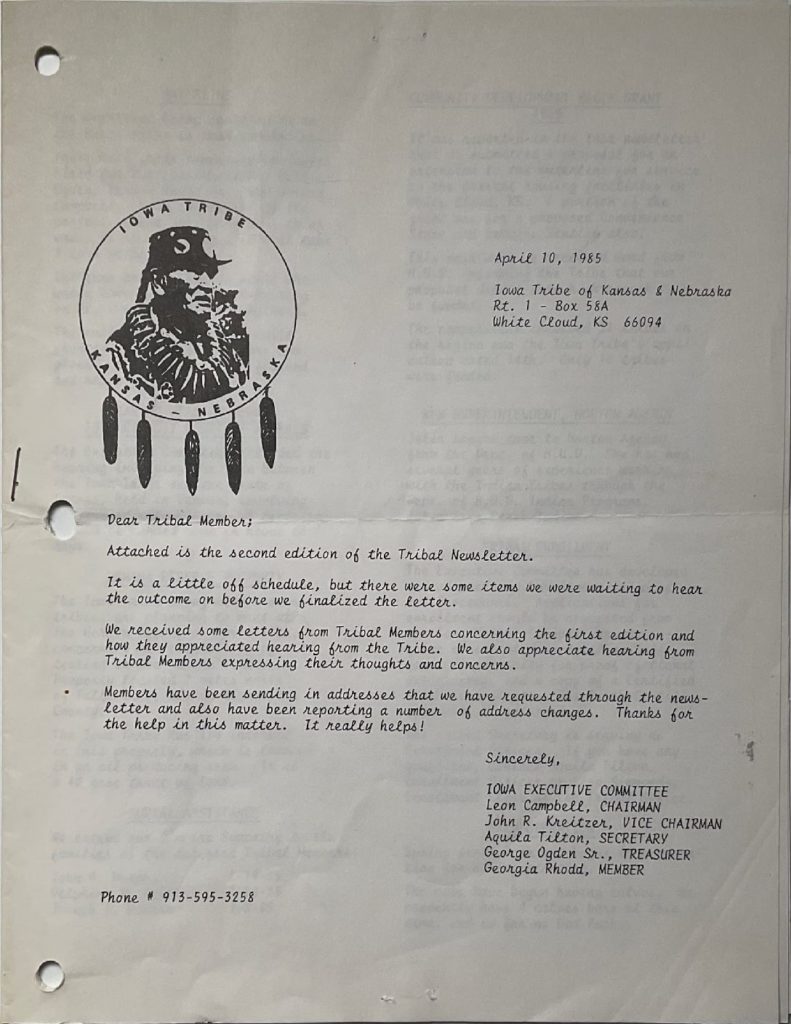 IOWA TRIBE
KANSAS - NEBRASKA
April 10, 1985
Iowa Tribe of Kansas & Nebraska
Rt. 1 - Box 58A
White Cloud, KS 66094
Dear Tribal Member;
Attached is the second edition of the Tribal Newsletter.
It is a little off schedule, but there were some items we were waiting to hear
the outcome on before we finalized the letter.
We received some letters from Tribal Members concerning the first edition and
how they appreciated hearing from the Tribe. We also appreciate hearing from
Tribal Members expressing their thoughts and concerns.
Members have been sending in addresses that we have requested through the news-
letter and also have been reporting a number of address changes. Thanks for
the help in this matter. It really helps!
Sincerely,
IOWA EXECUTIVE COMMITTEE
Leon Campbell, CHAIRMAN
John R. Kreitzer, VICE CHAIRMAN
Aquila Tilton, SECRETARY
George Ogden Sr., TREASURER
Georgia Rhodd, MEMBER
Phone # 913-595-3258